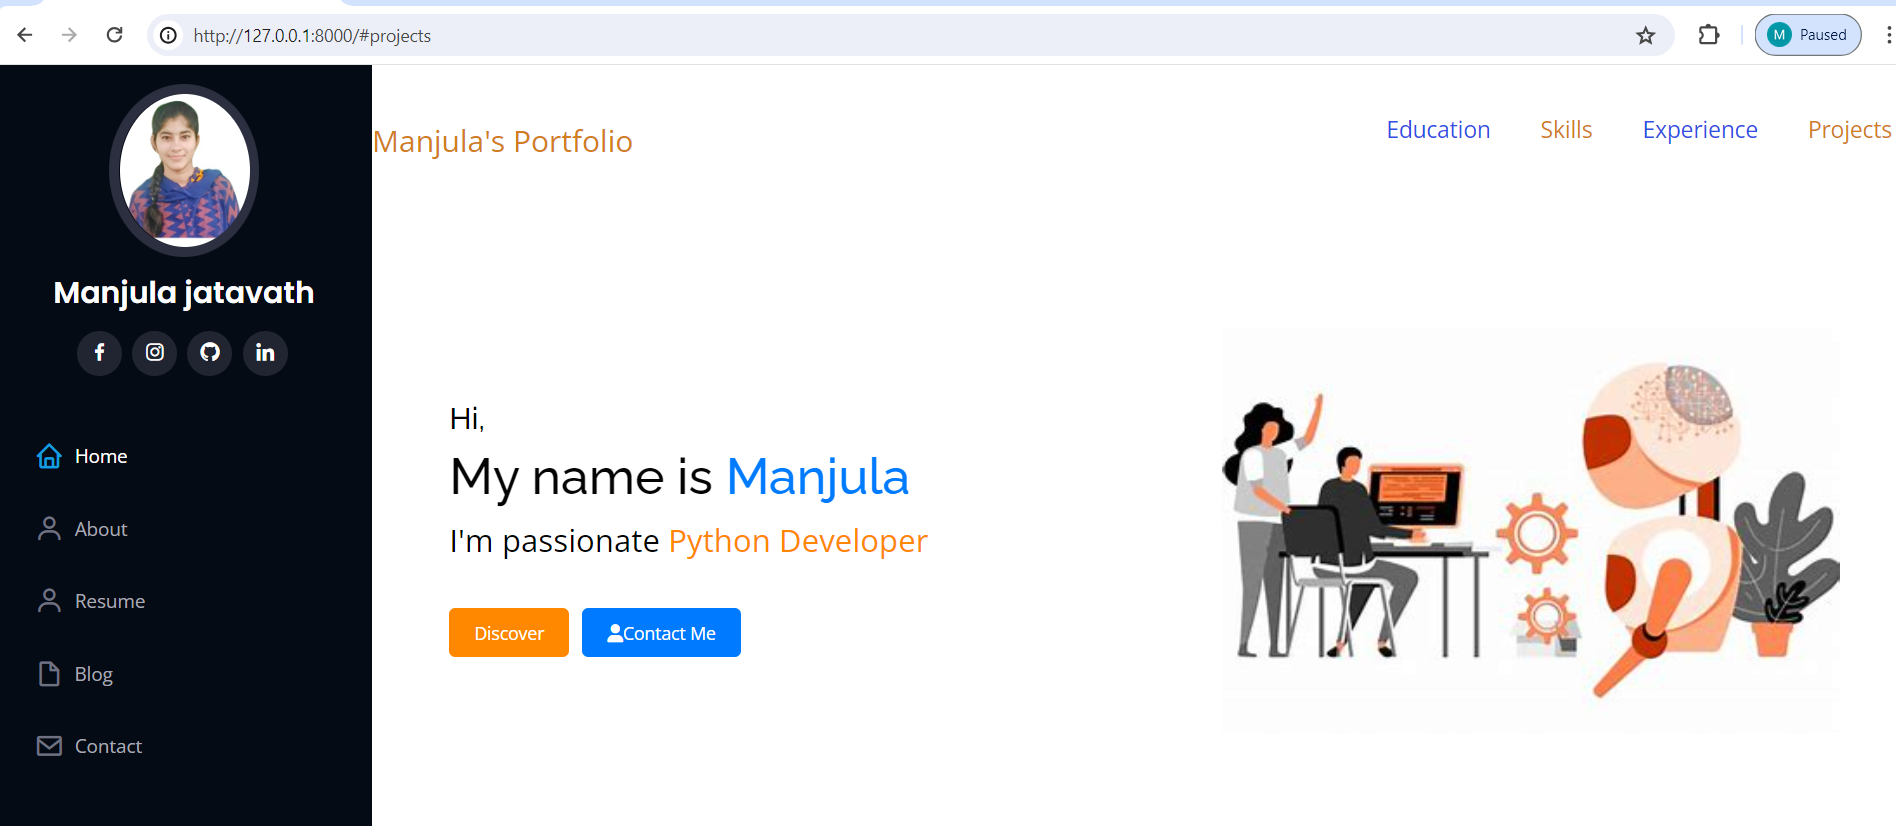 http://127.0.0.1:8000/#projects
M Paused
Manjula jatavath
Home
About
Resume
Blog
Contact
Manjula's Portfolio
Education Skills Experience Projects
Hi,
My name is Manjula
I'm passionate Python Developer
Discover Contact Me